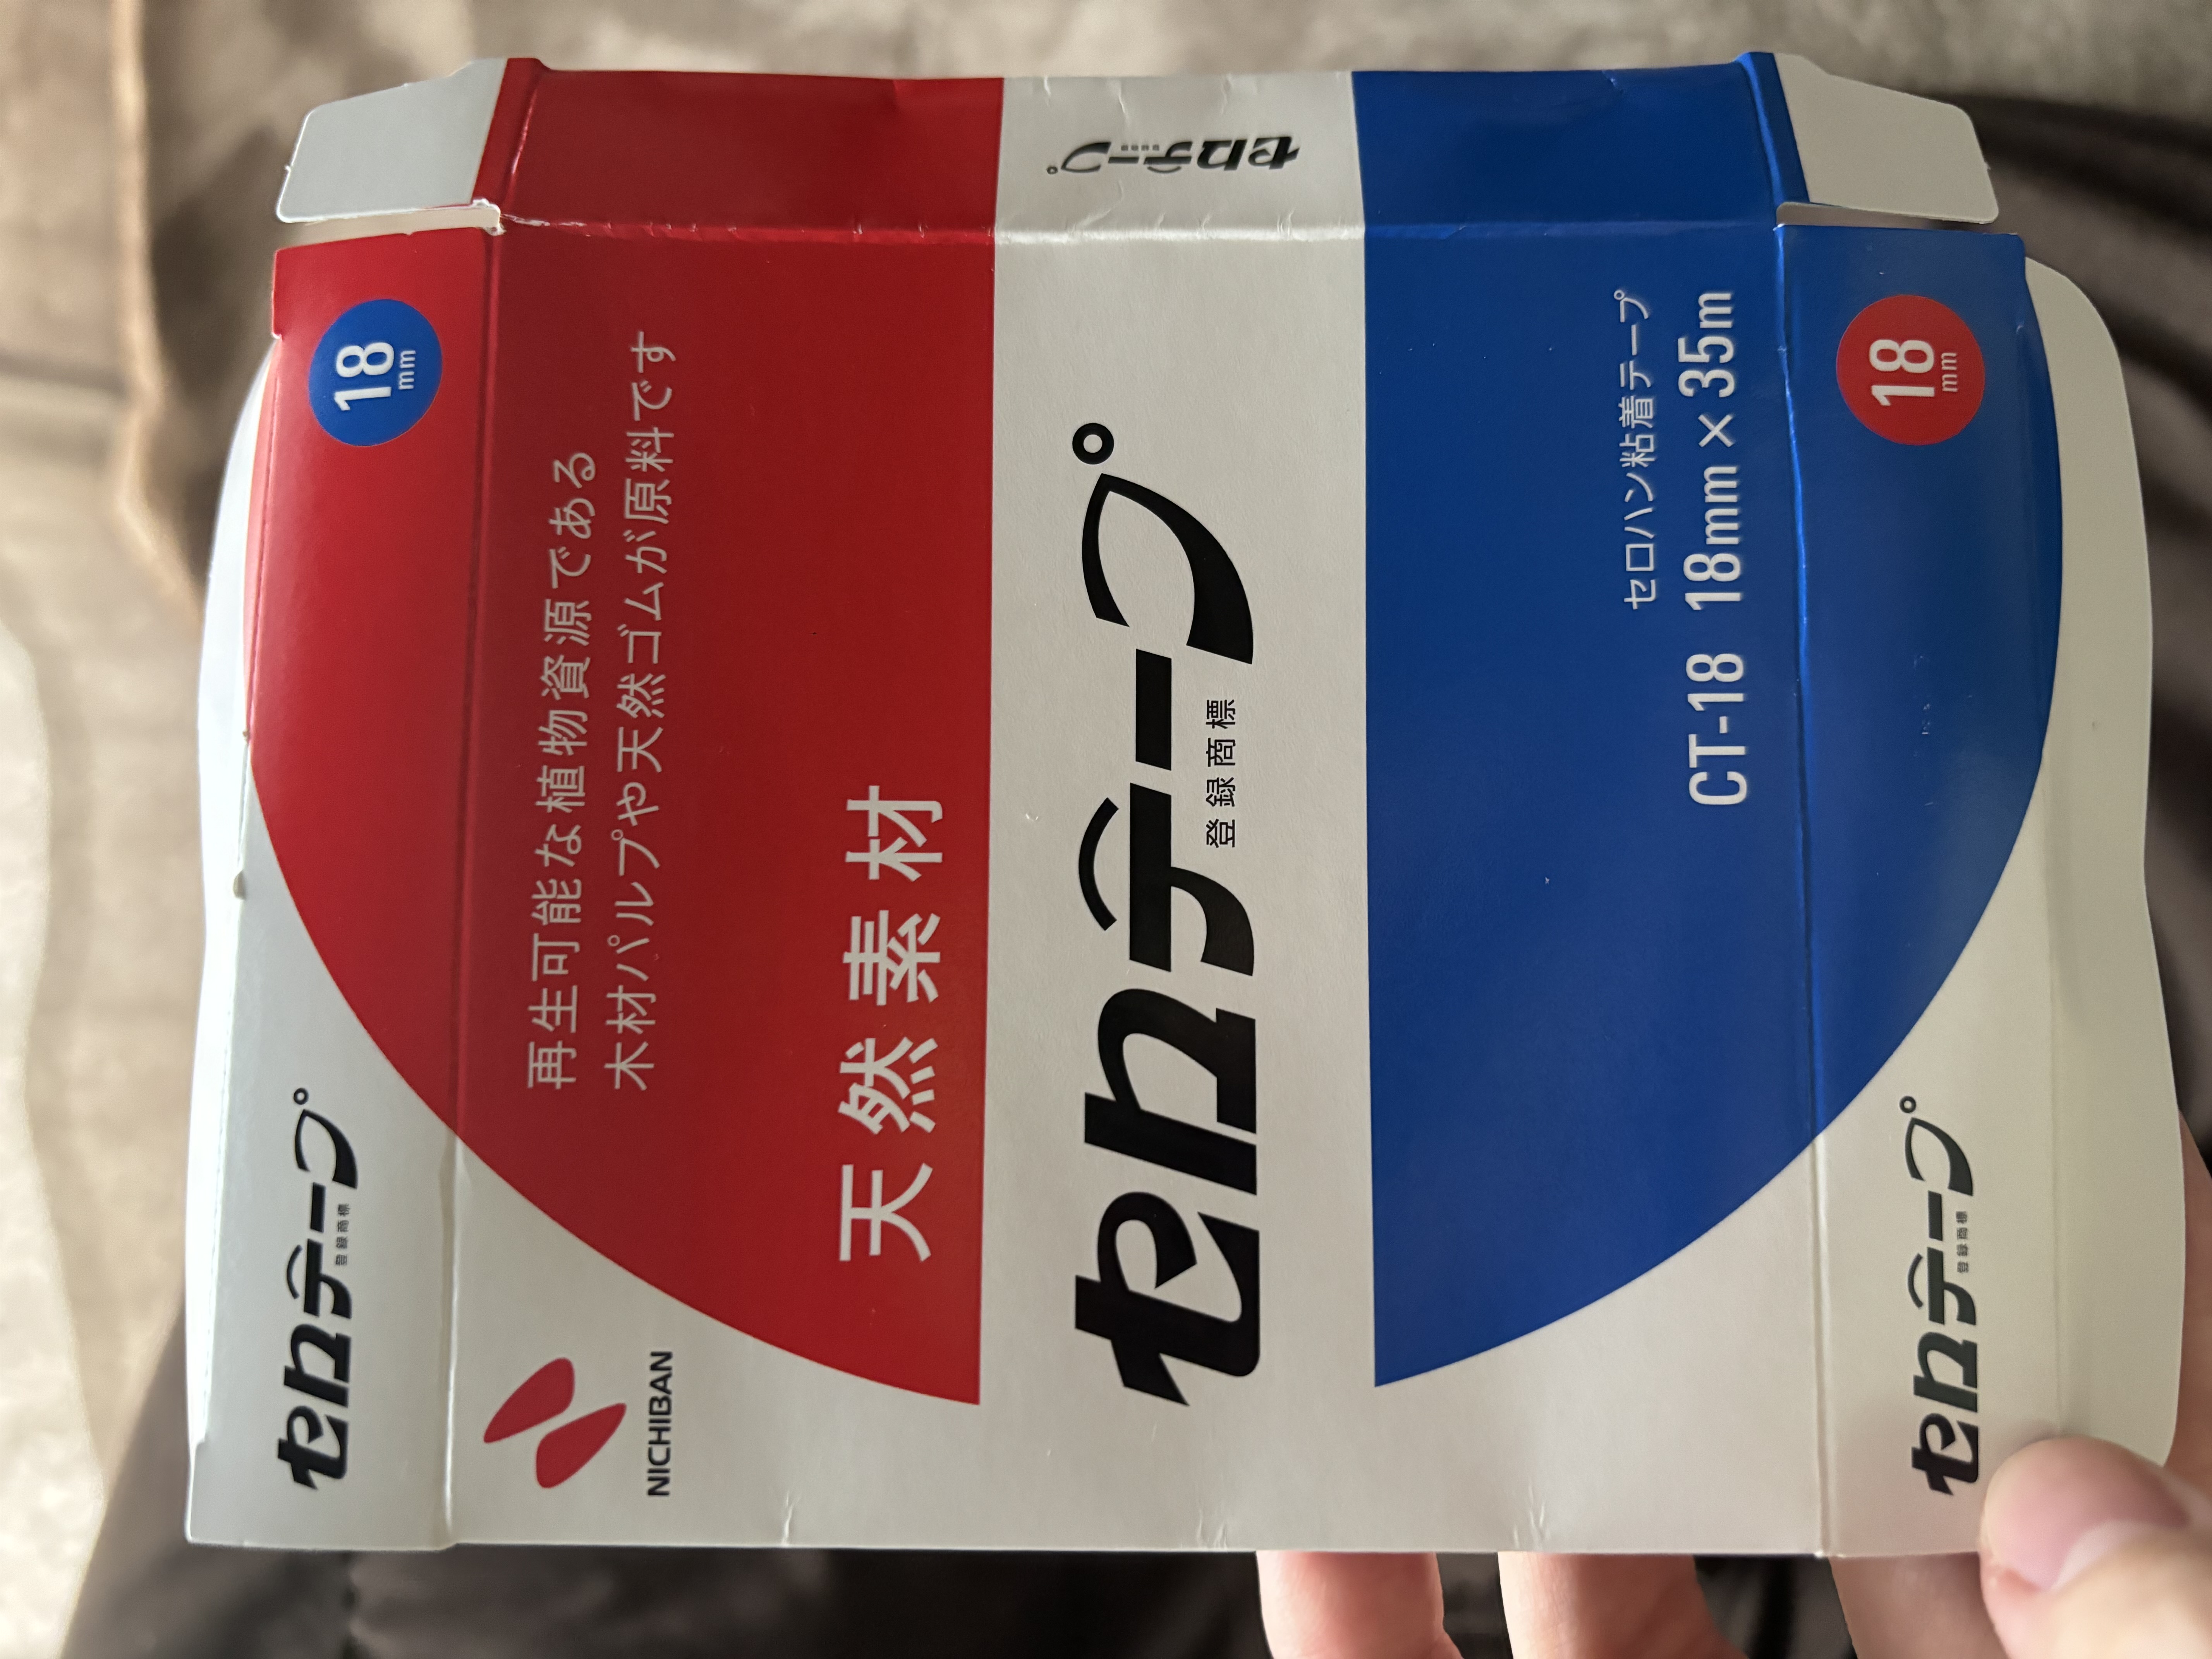 セロテープ
登録商標
18
mm
NICHIBAN
再生可能な植物資源である
木材パルプや天然ゴムが原料です
天然素材
セロテープ
登録商標
セロテープ
登録商標
セロハン粘着テープ
CT-18 18mm×35m
セロテープ
登録商標
18
mm